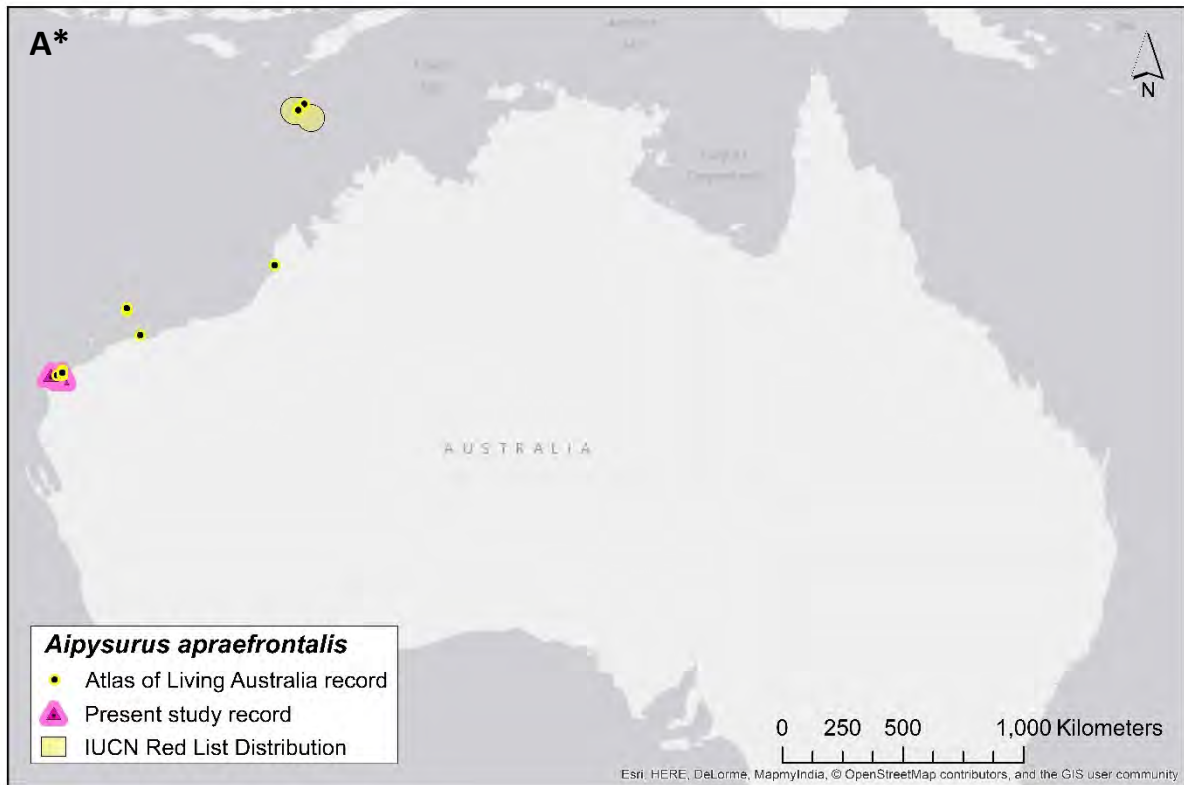 A*
N
AUSTRALIA
Aipysurus apraefrontalis
Atlas of Living Australia record
Present study record
IUCN Red List Distribution
0 250 500 1,000 Kilometers
Esri, HERE, DeLorme, MapmyIndia, © OpenStreetMap contributors, and the GIS user community